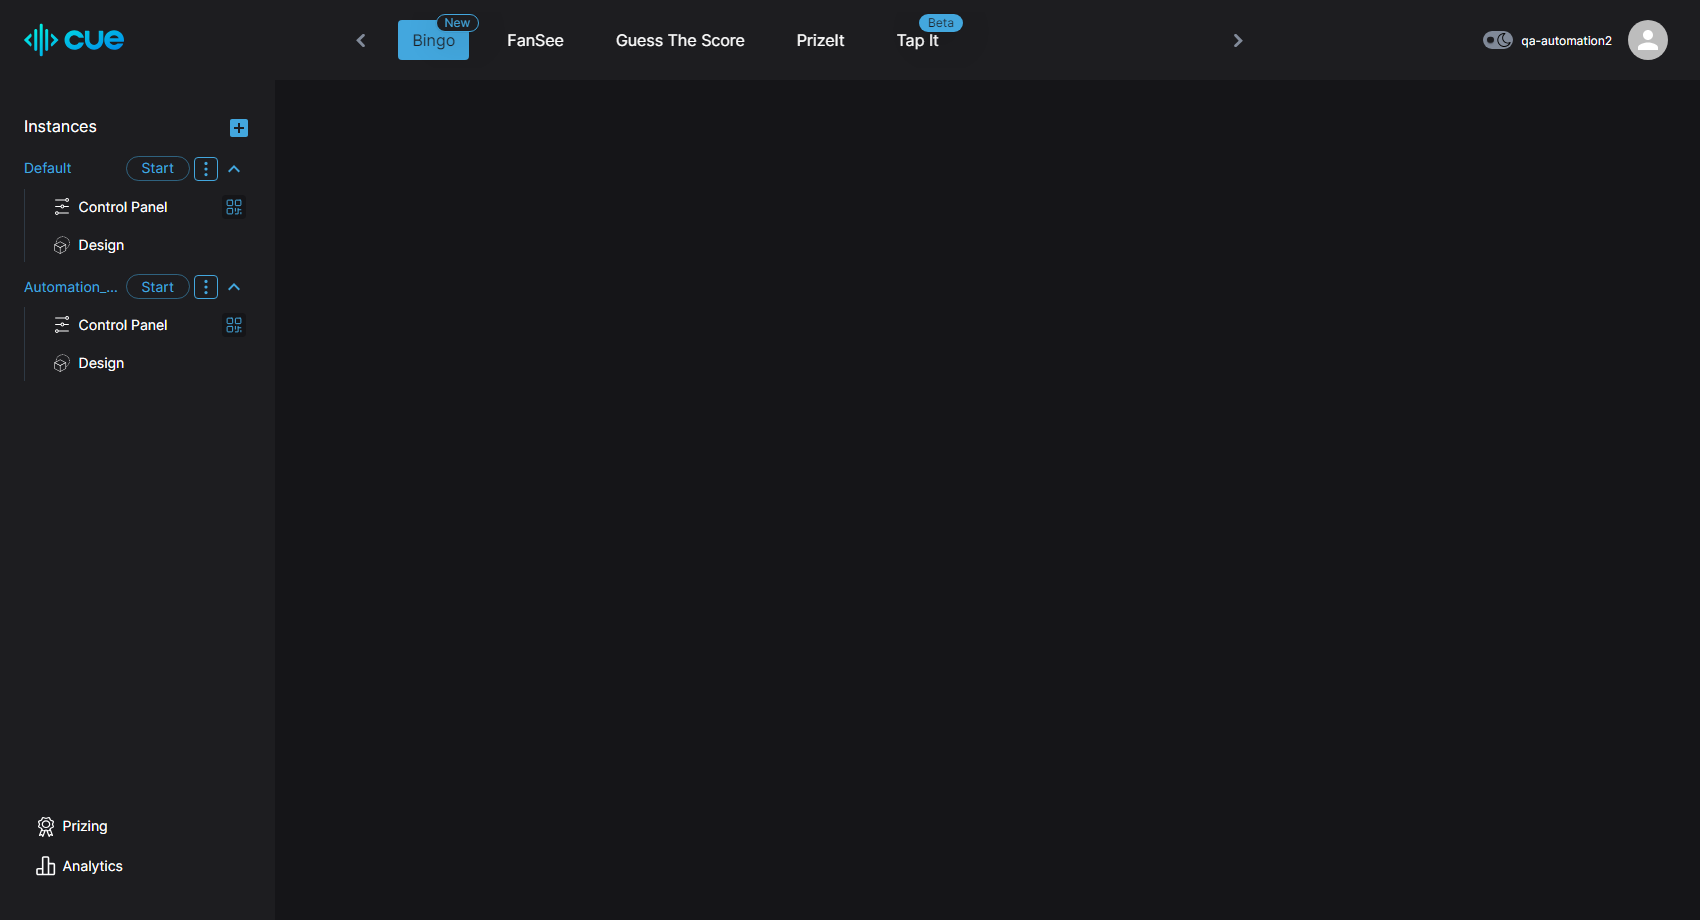 cue
Bingo
New
FanSee
Guess The Score
PrizeIt
Tap It
Beta
qa-automation2
Instances
Default
Start
Control Panel
Design
Automation_...
Start
Control Panel
Design
Prizing
Analytics